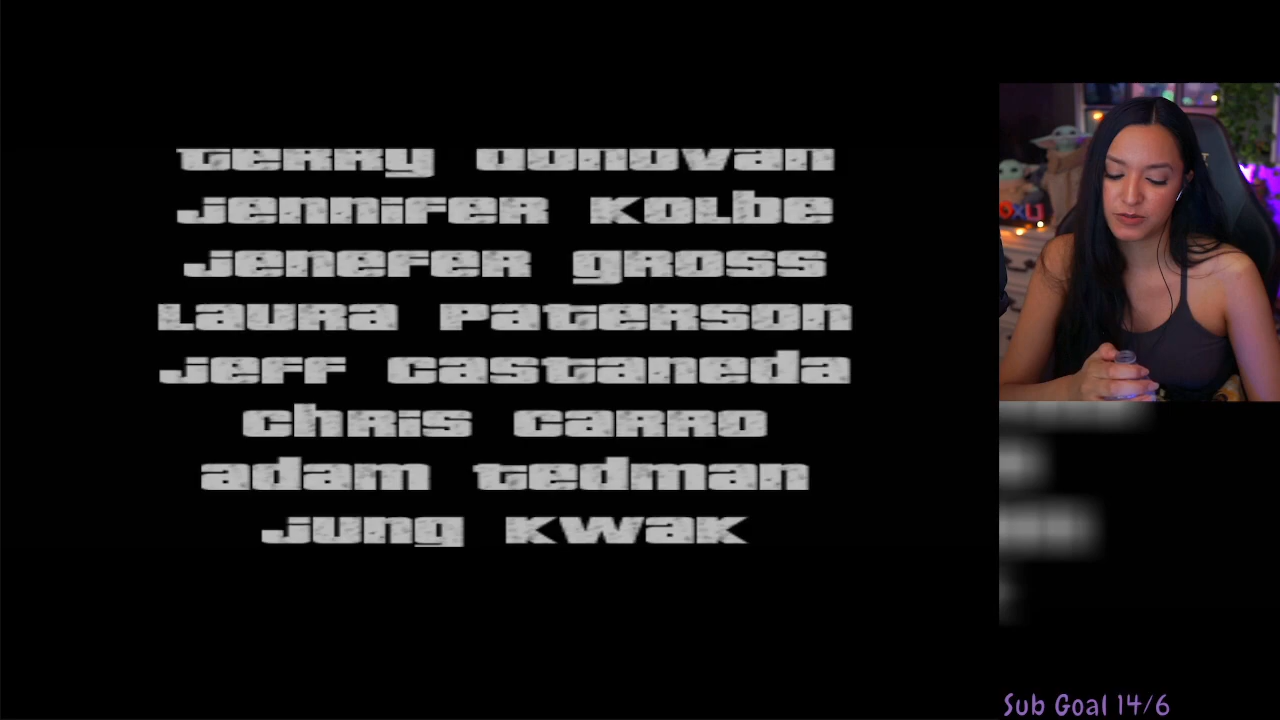 Terry Donovan
Jennifer Kolbe
Jenefer Gross
Laura Paterson
Jeff Castaneda
Chris Carro
Adam Tedman
Jung Kwak
Sub Goal 14/6